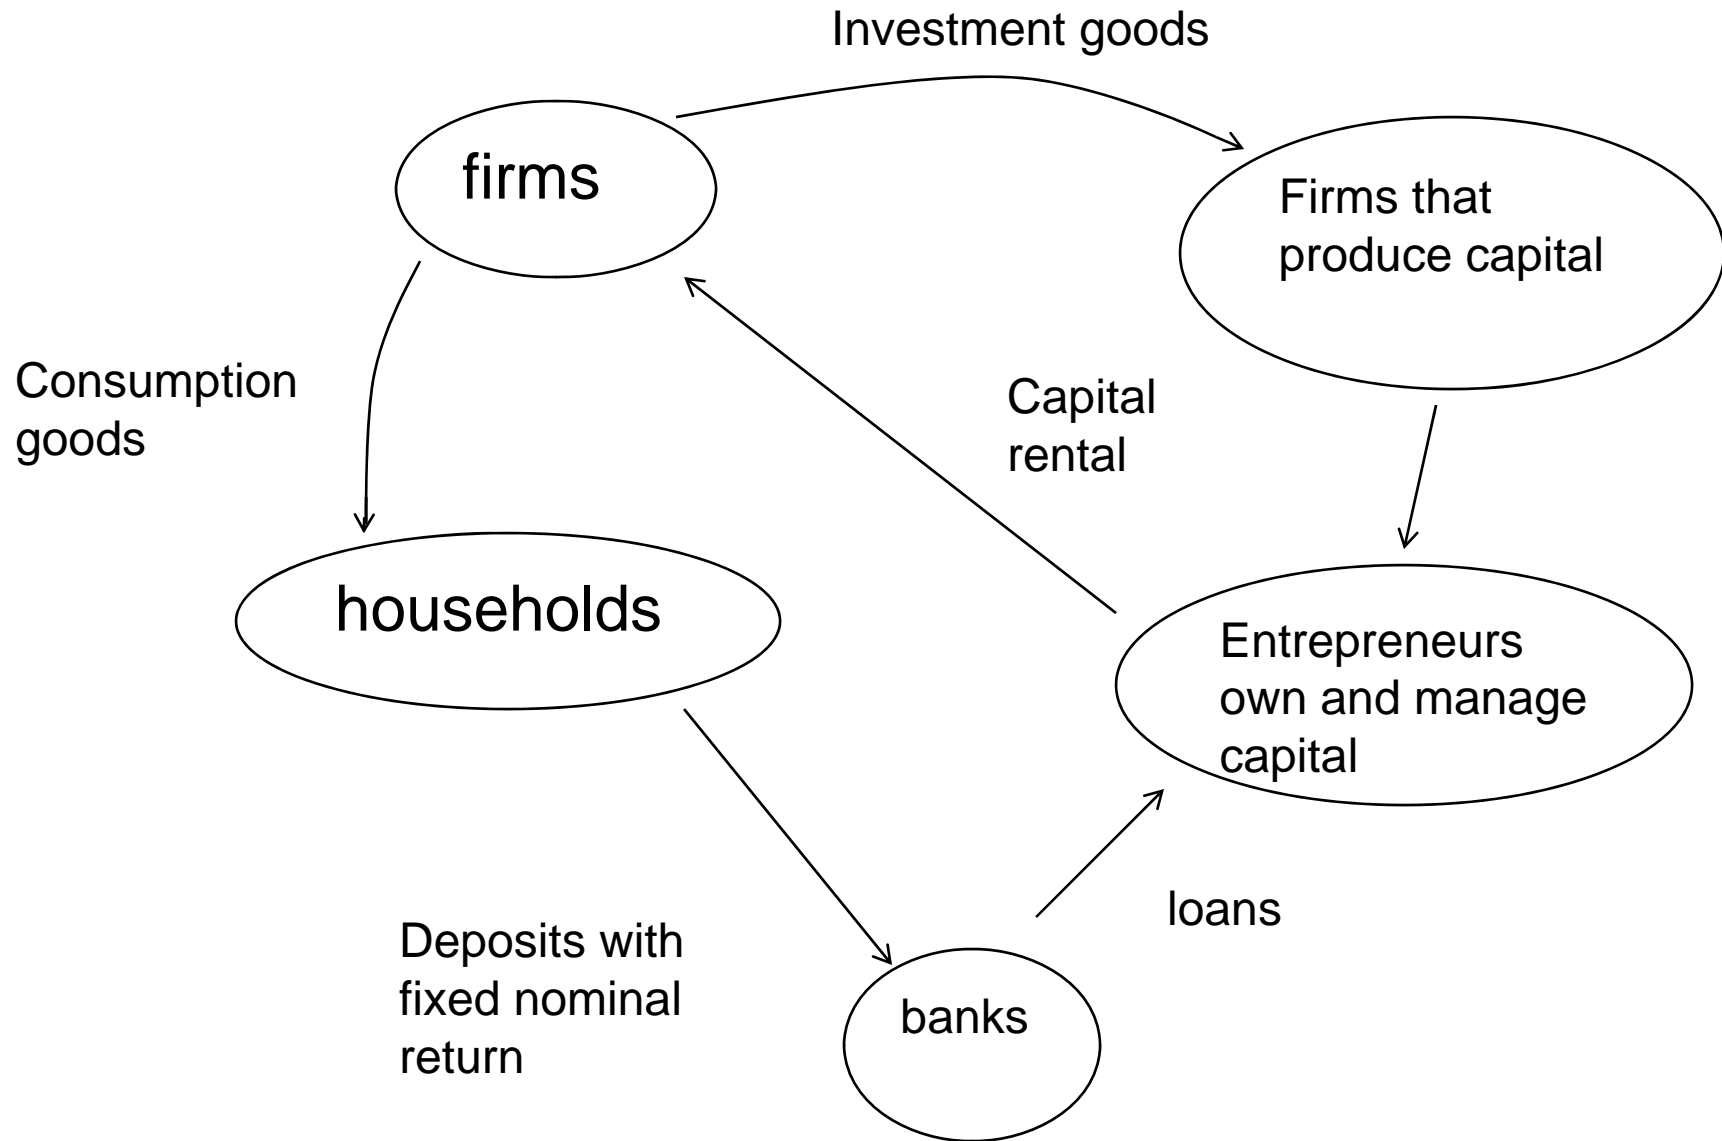 Investment goods
firms
Firms that
produce capital
Consumption
goods
Capital
rental
households
Entrepreneurs
own and manage
capital
loans
Deposits with
fixed nominal
return
banks